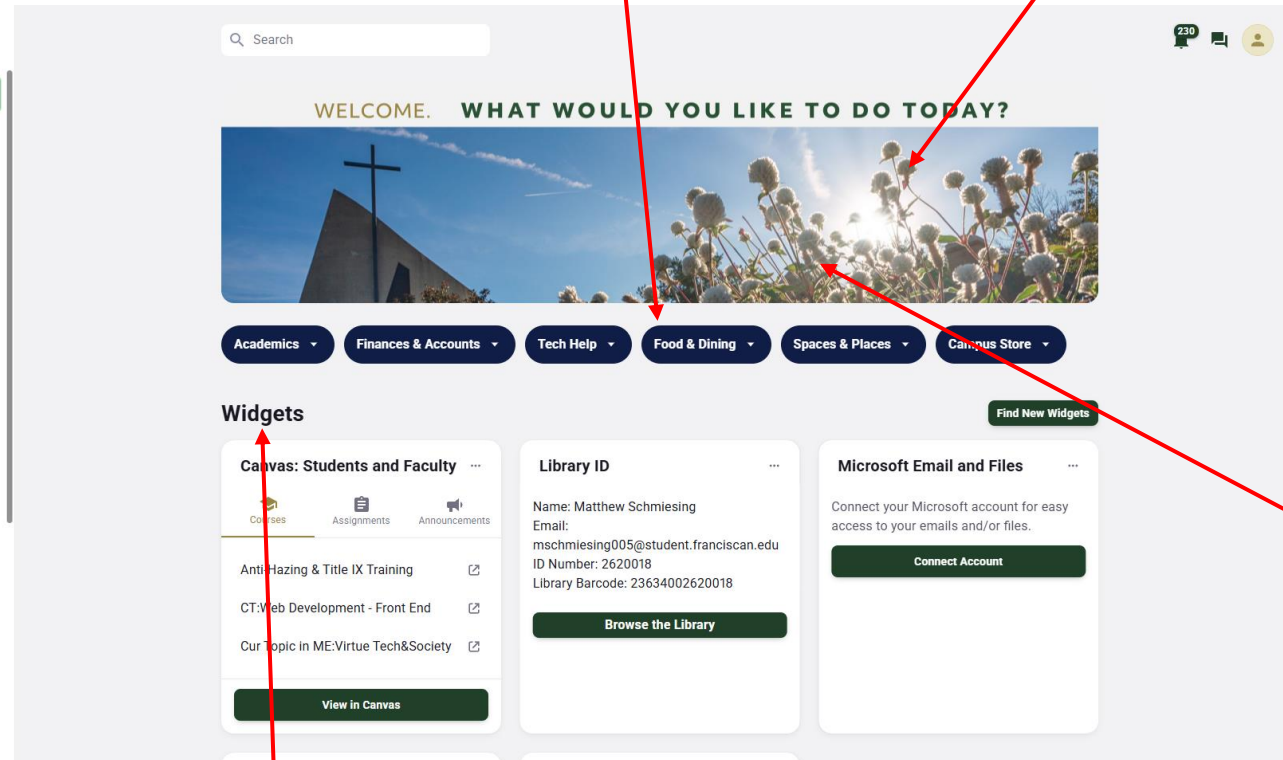 Search
230
WELCOME. WHAT WOULD YOU LIKE TO DO TODAY?
Academics Finances & Accounts Tech Help Food & Dining Spaces & Places Campus Store
Widgets
Find New Widgets
Canvas: Students and Faculty
Courses Assignments Announcements
Anti-Hazing & Title IX Training
CT:Web Development - Front End
Cur Topic in ME:Virtue Tech&Society
View in Canvas
Library ID
Name: Matthew Schmiesing
Email:
mschmiesing005@student.franciscan.edu
ID Number: 2620018
Library Barcode: 23634002620018
Browse the Library
Microsoft Email and Files
Connect your Microsoft account for easy
access to your emails and/or files.
Connect Account